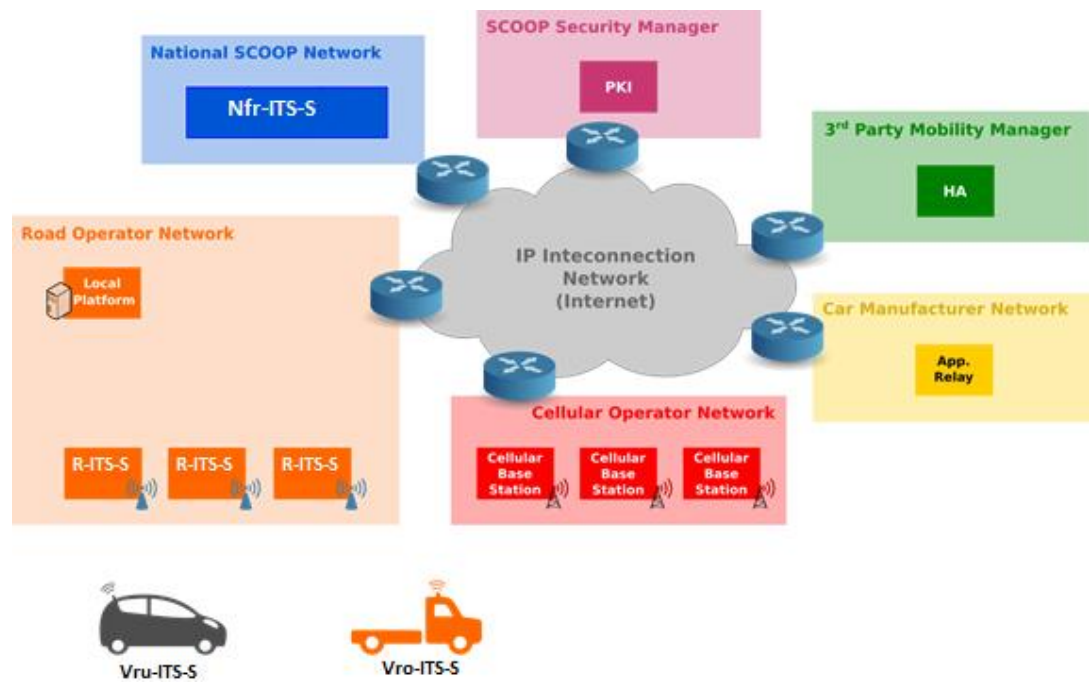 SCOOP Security Manager
PKI
National SCOOP Network
Nfr-ITS-S
3rd Party Mobility Manager
HA
Road Operator Network
Local
Platform
IP Inteconnection
Network
(Internet)
Car Manufacturer Network
App.
Relay
Cellular Operator Network
R-ITS-S
R-ITS-S
R-ITS-S
Cellular
Base
Station
Cellular
Base
Station
Cellular
Base
Station
Vru-ITS-S
Vro-ITS-S